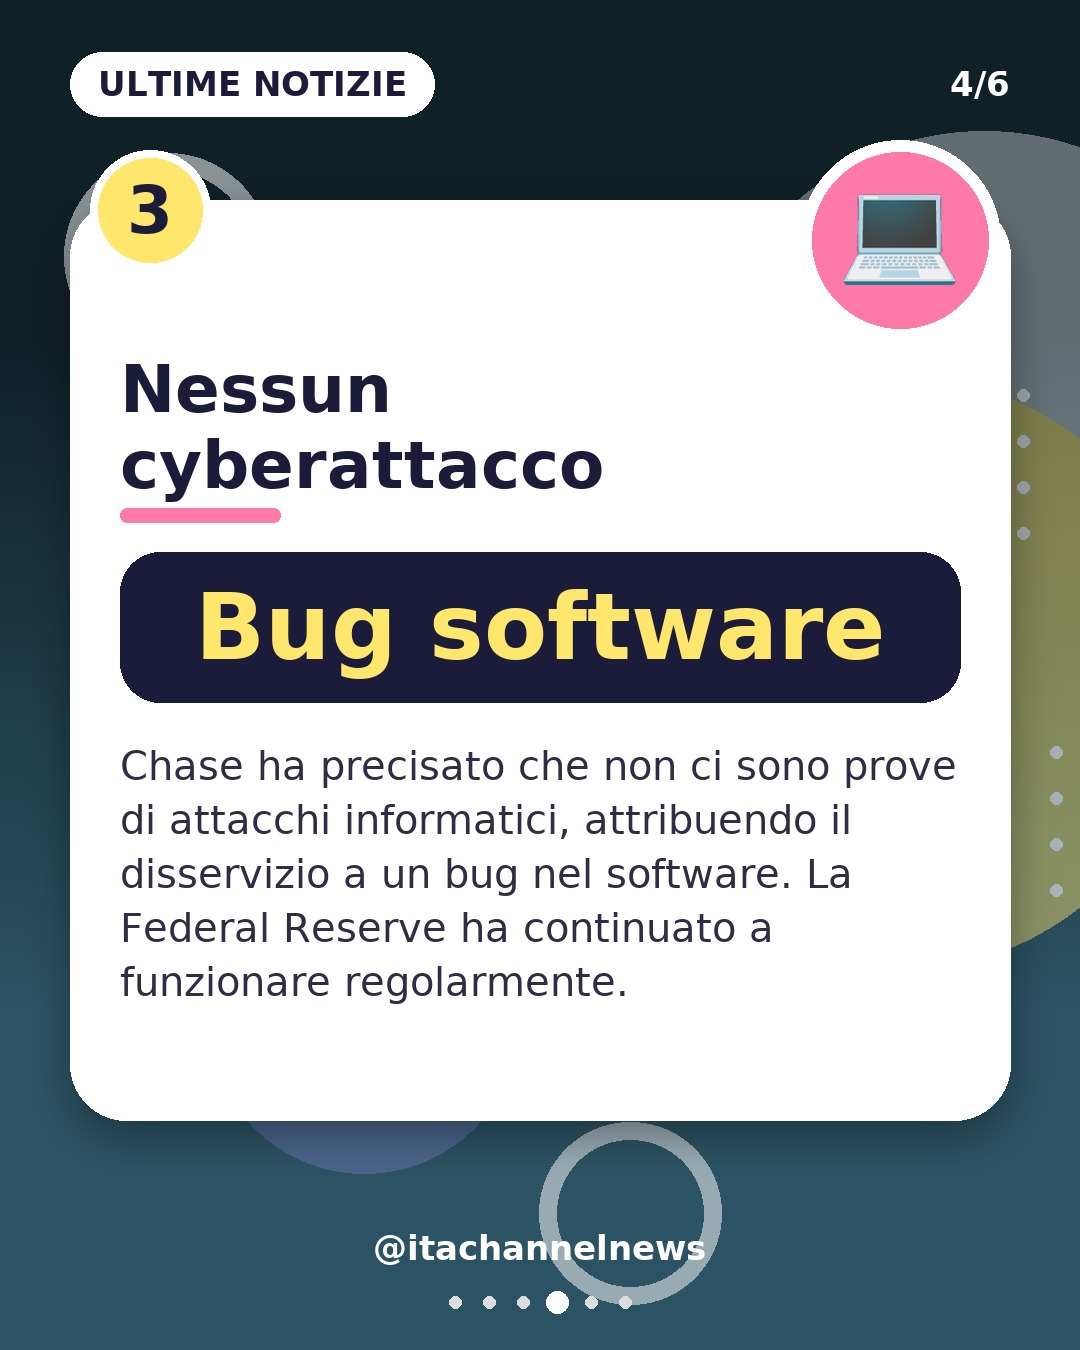 ULTIME NOTIZIE
4/6
3
Nessun
cyberattacco
Bug software
Chase ha precisato che non ci sono prove
di attacchi informatici, attribuendo il
disservizio a un bug nel software. La
Federal Reserve ha continuato a
funzionare regolarmente.
@itachannelnews